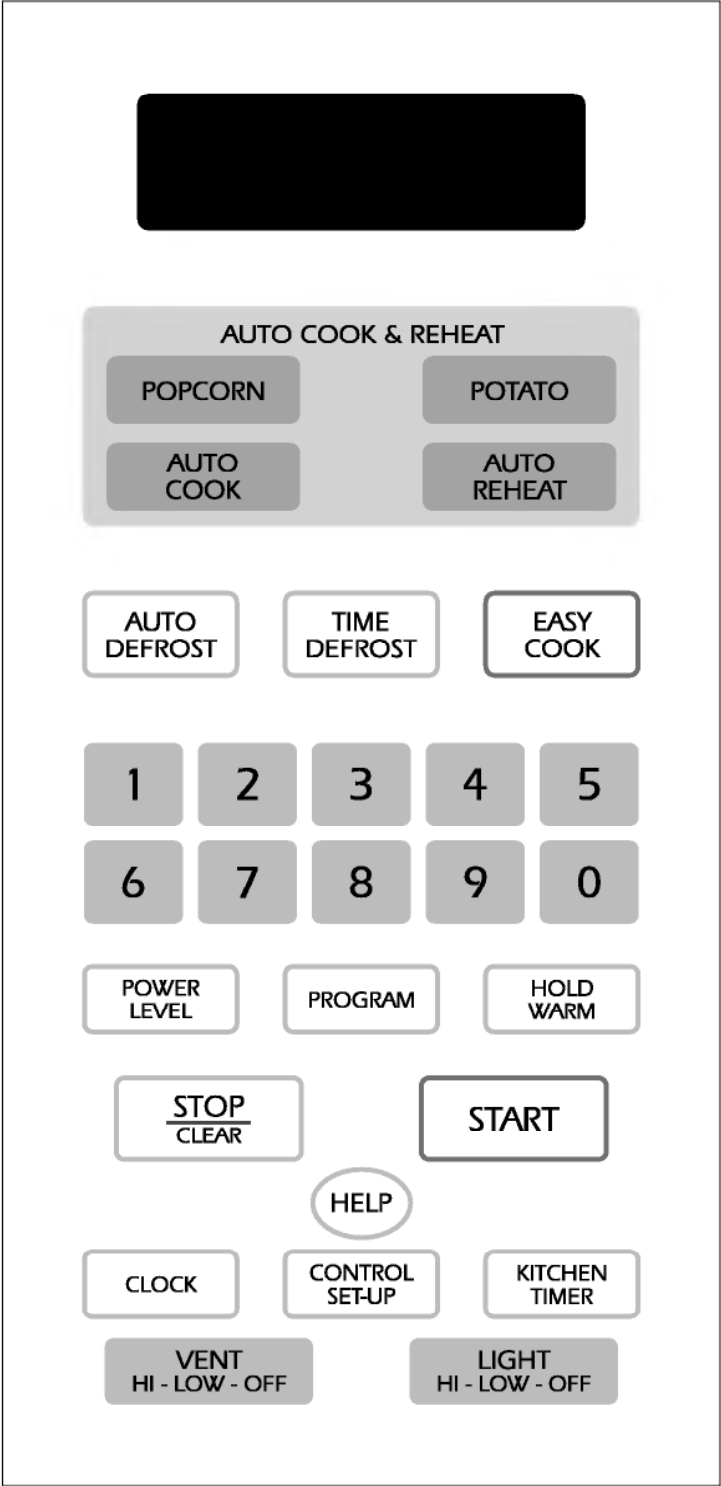 AUTO COOK & REHEAT
POPCORN
POTATO
AUTO
COOK
AUTO
REHEAT
AUTO
DEFROST
TIME
DEFROST
EASY
COOK
1 2 3 4 5
6 7 8 9 0
POWER
LEVEL
PROGRAM
HOLD
WARM
STOP
CLEAR
START
HELP
CLOCK
CONTROL
SET-UP
KITCHEN
TIMER
VENT
HI - LOW - OFF
LIGHT
HI - LOW - OFF